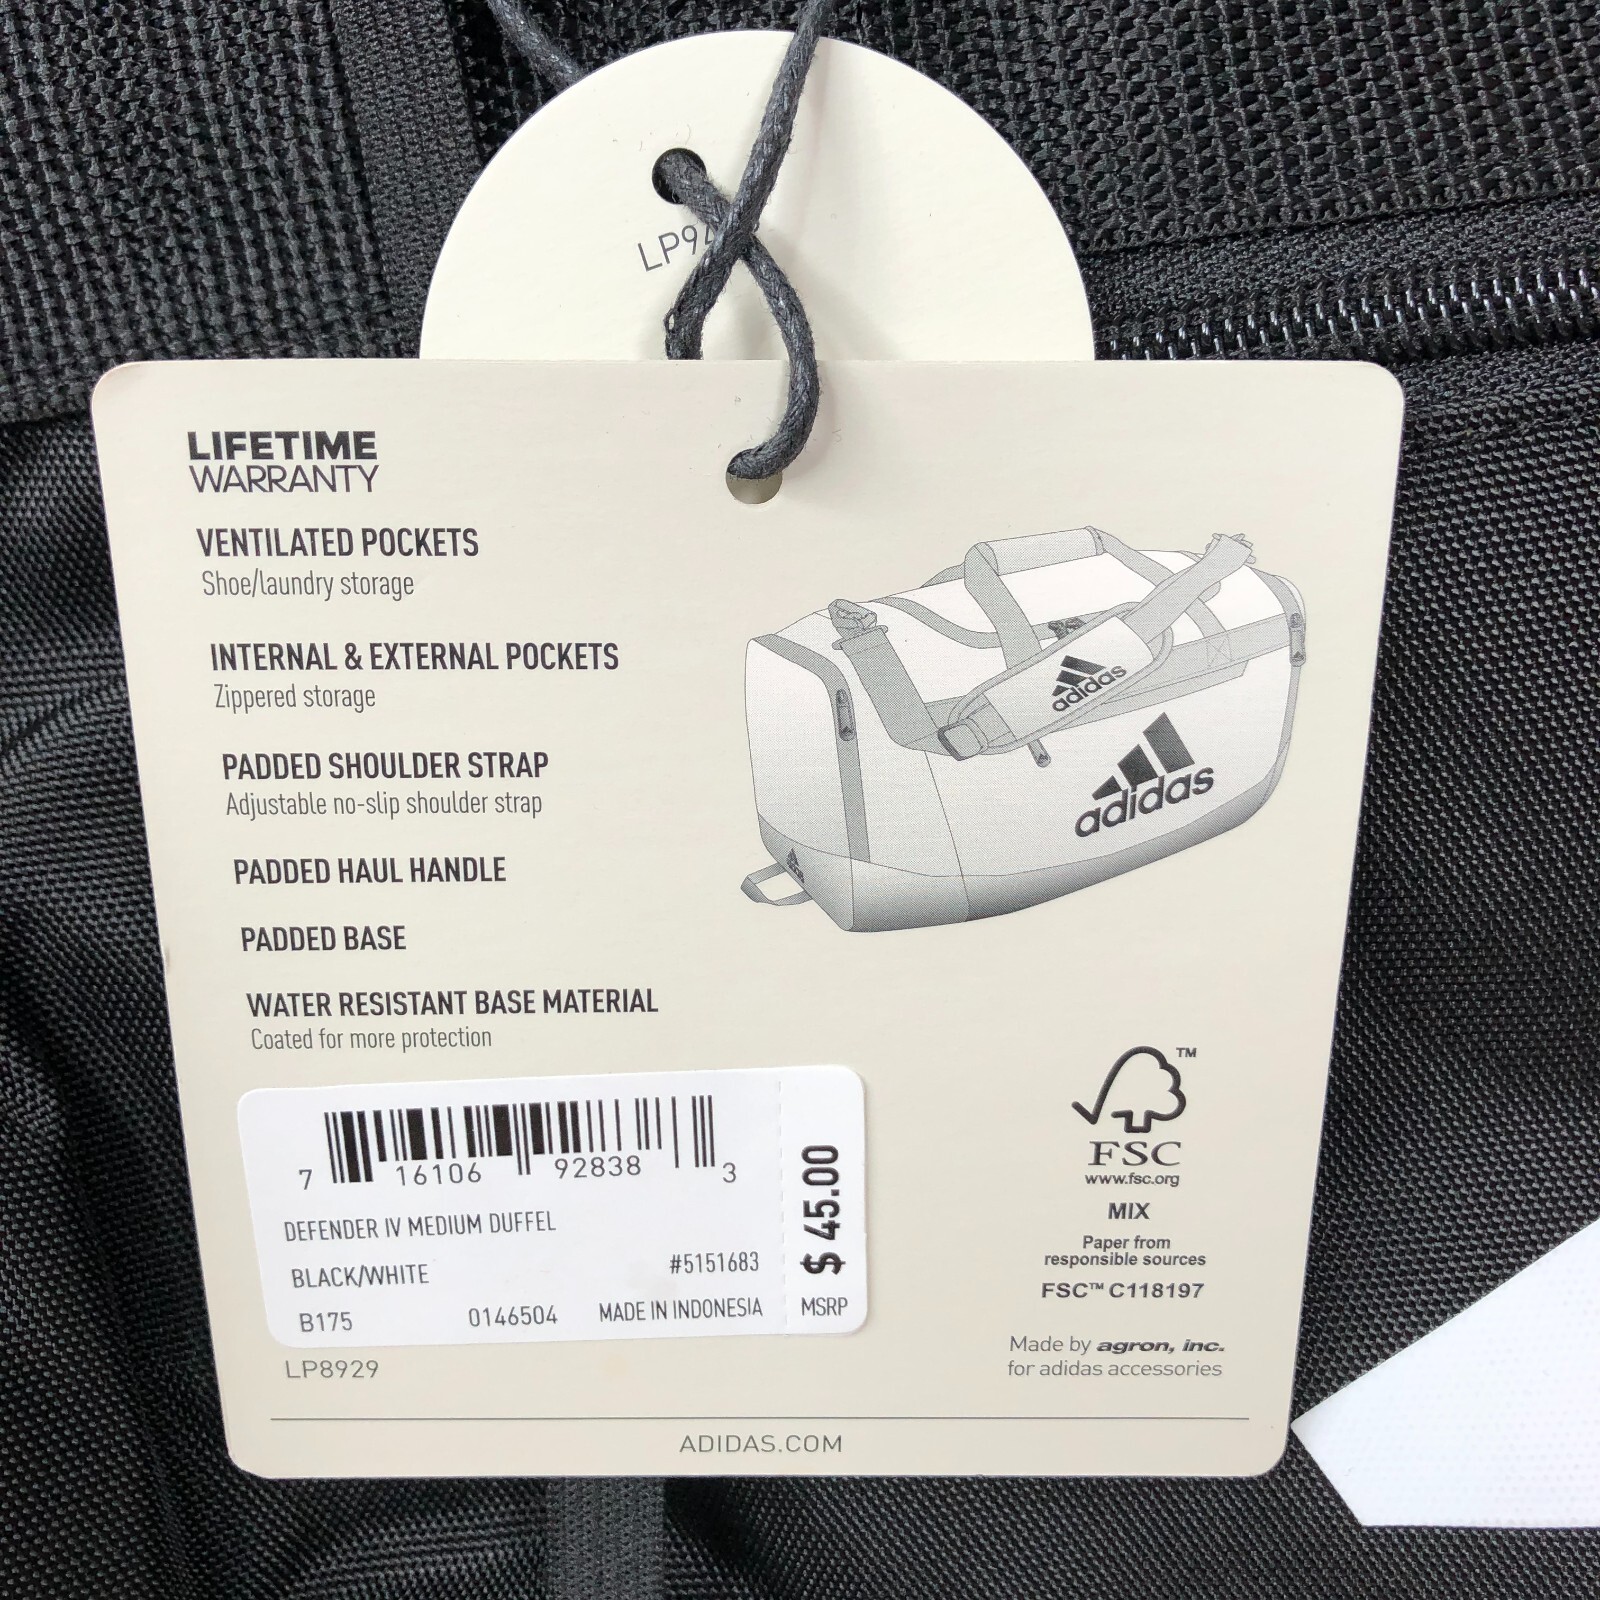 LIFETIME
WARRANTY
VENTILATED POCKETS
Shoe/laundry storage
INTERNAL & EXTERNAL POCKETS
Zippered storage
PADDED SHOULDER STRAP
Adjustable no-slip shoulder strap
PADDED HAUL HANDLE
PADDED BASE
WATER RESISTANT BASE MATERIAL
Coated for more protection
adidas
adidas
7 16106 92838 3
DEFENDER IV MEDIUM DUFFEL
BLACK/WHITE #5151683
B175 0146504 MADE IN INDONESIA
$ 45.00
MSRP
LP8929
TM
FSC
www.fsc.org
MIX
Paper from
responsible sources
FSC™ C118197
Made by agron, inc.
for adidas accessories
ADIDAS.COM